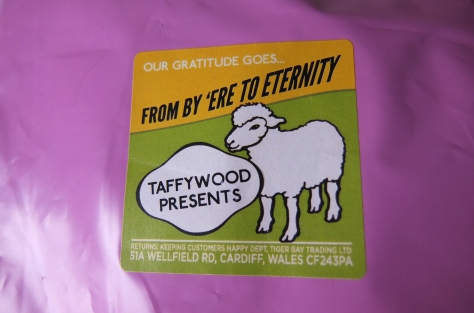 OUR GRATITUDE GOES...
FROM BY 'ERE TO ETERNITY
TAFFYWOOD
PRESENTS
RETURNS: KEEPING CUSTOMERS HAPPY DEPT, TIGER BAY TRADING LTD
51A WELLFIELD RD, CARDIFF, WALES CF243PA